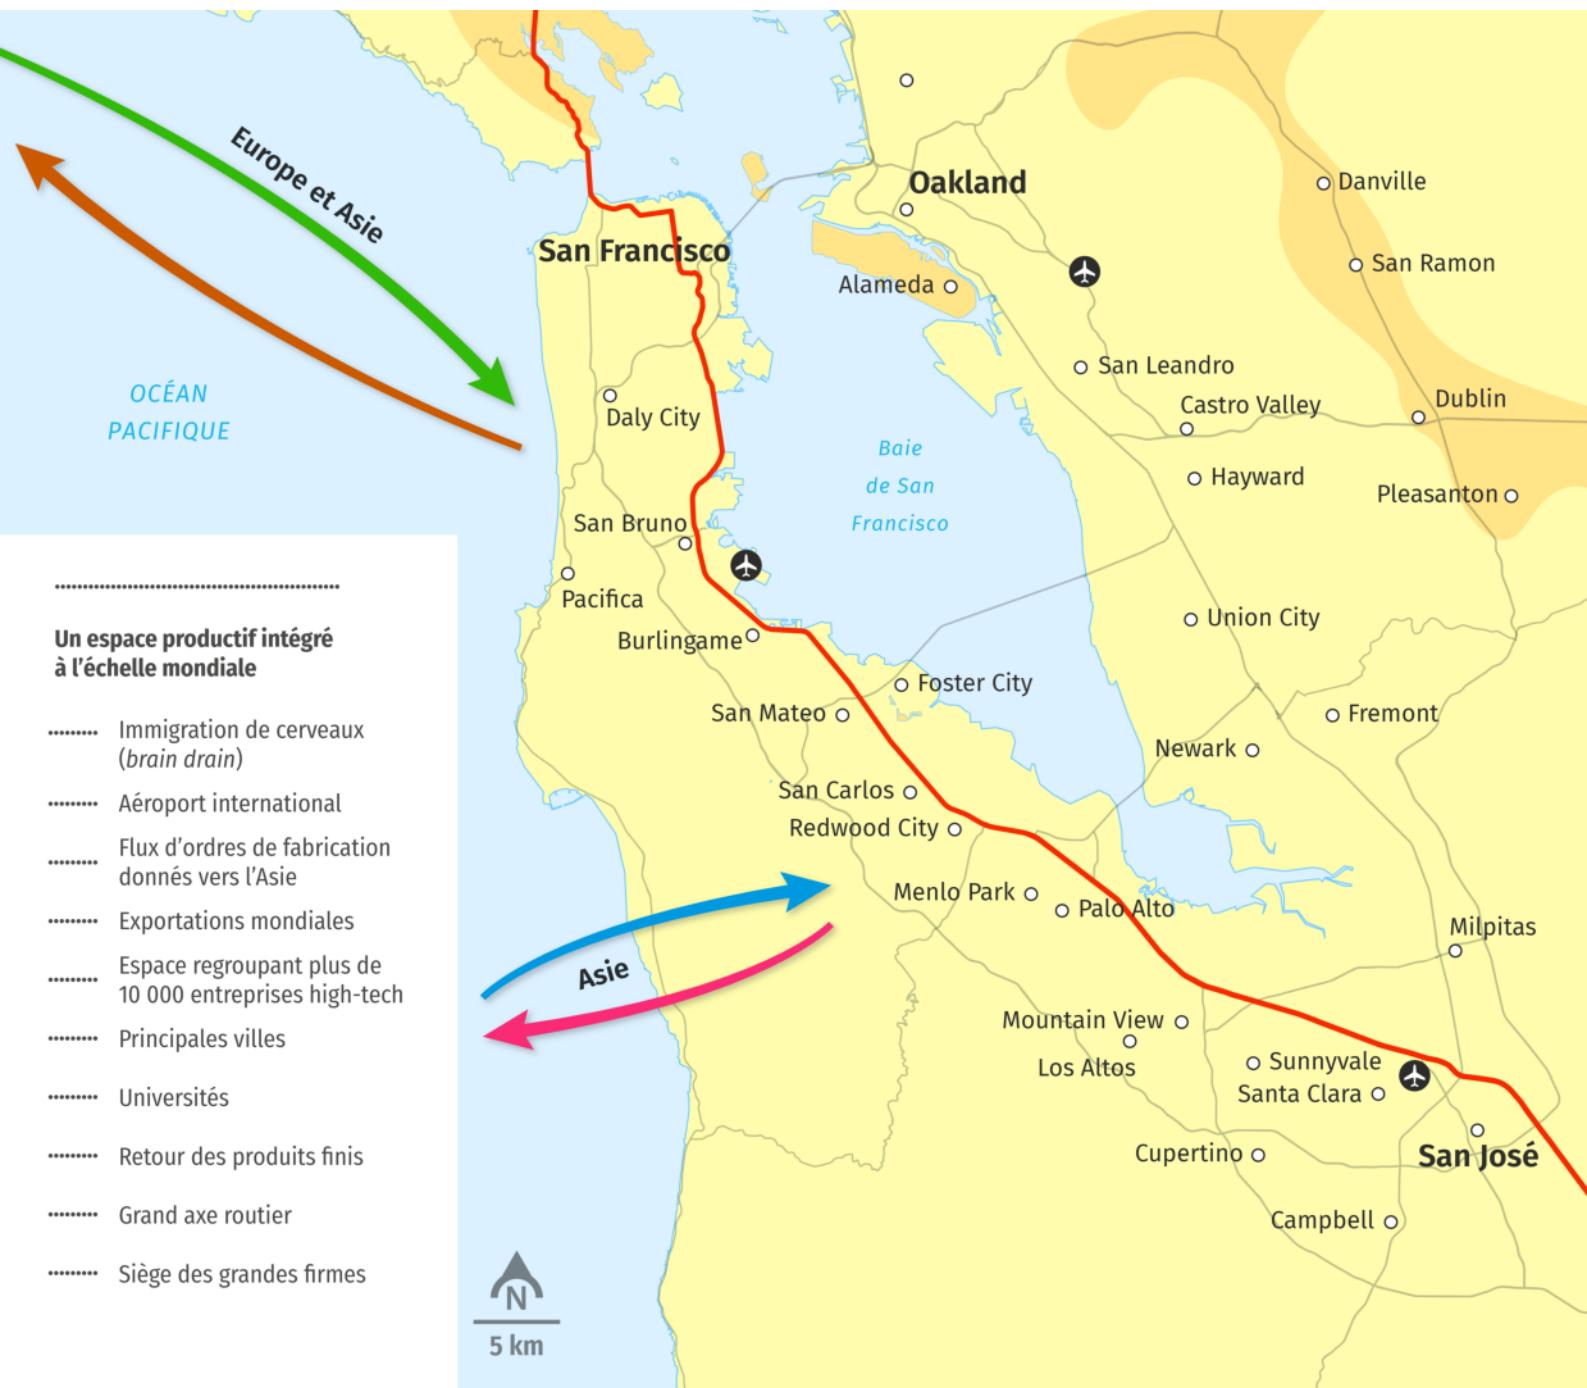 Europe et Asie
Oakland
Danville
San Francisco
San Ramon
Alameda
San Leandro
OCÉAN
PACIFIQUE
Daly City
Castro Valley
Dublin
Baie
de San
Francisco
Hayward
Pleasanton
San Bruno
Pacifica
Burlingame
Union City
Foster City
San Mateo
Fremont
Newark
San Carlos
Redwood City
Menlo Park
Palo Alto
Milpitas
Asie
Mountain View
Los Altos
Sunnyvale
Santa Clara
Cupertino
San José
Campbell
Un espace productif intégré
à l'échelle mondiale
Immigration de cerveaux
(brain drain)
Aéroport international
Flux d'ordres de fabrication
donnés vers l'Asie
Exportations mondiales
Espace regroupant plus de
10 000 entreprises high-tech
Principales villes
Universités
Retour des produits finis
Grand axe routier
Siège des grandes firmes
N
5 km